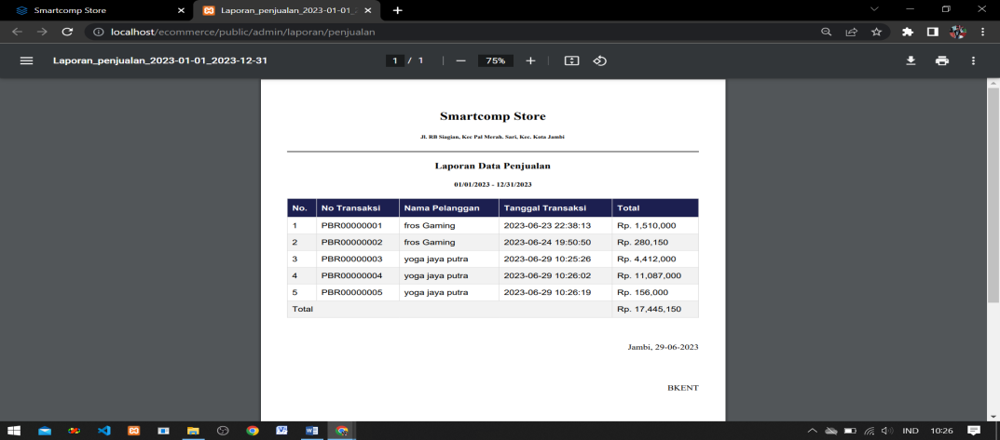 Smartcomp Store
Laporan_penjualan_2023-01-01_
localhost/ecommerce/public/admin/laporan/penjualan
Laporan_penjualan_2023-01-01_2023-12-31
1 / 1
75%
Smartcomp Store
Jl. RB Siagian, Kec Pal Merah. Sari, Kec. Kota Jambi
Laporan Data Penjualan
01/01/2023 - 12/31/2023
No. No Transaksi Nama Pelanggan Tanggal Transaksi Total
1 PBR00000001 fros Gaming 2023-06-23 22:38:13 Rp. 1,510,000
2 PBR00000002 fros Gaming 2023-06-24 19:50:50 Rp. 280,150
3 PBR00000003 yoga jaya putra 2023-06-29 10:25:26 Rp. 4,412,000
4 PBR00000004 yoga jaya putra 2023-06-29 10:26:02 Rp. 11,087,000
5 PBR00000005 yoga jaya putra 2023-06-29 10:26:19 Rp. 156,000
Total Rp. 17,445,150
Jambi, 29-06-2023
BKENT
IND 10:26